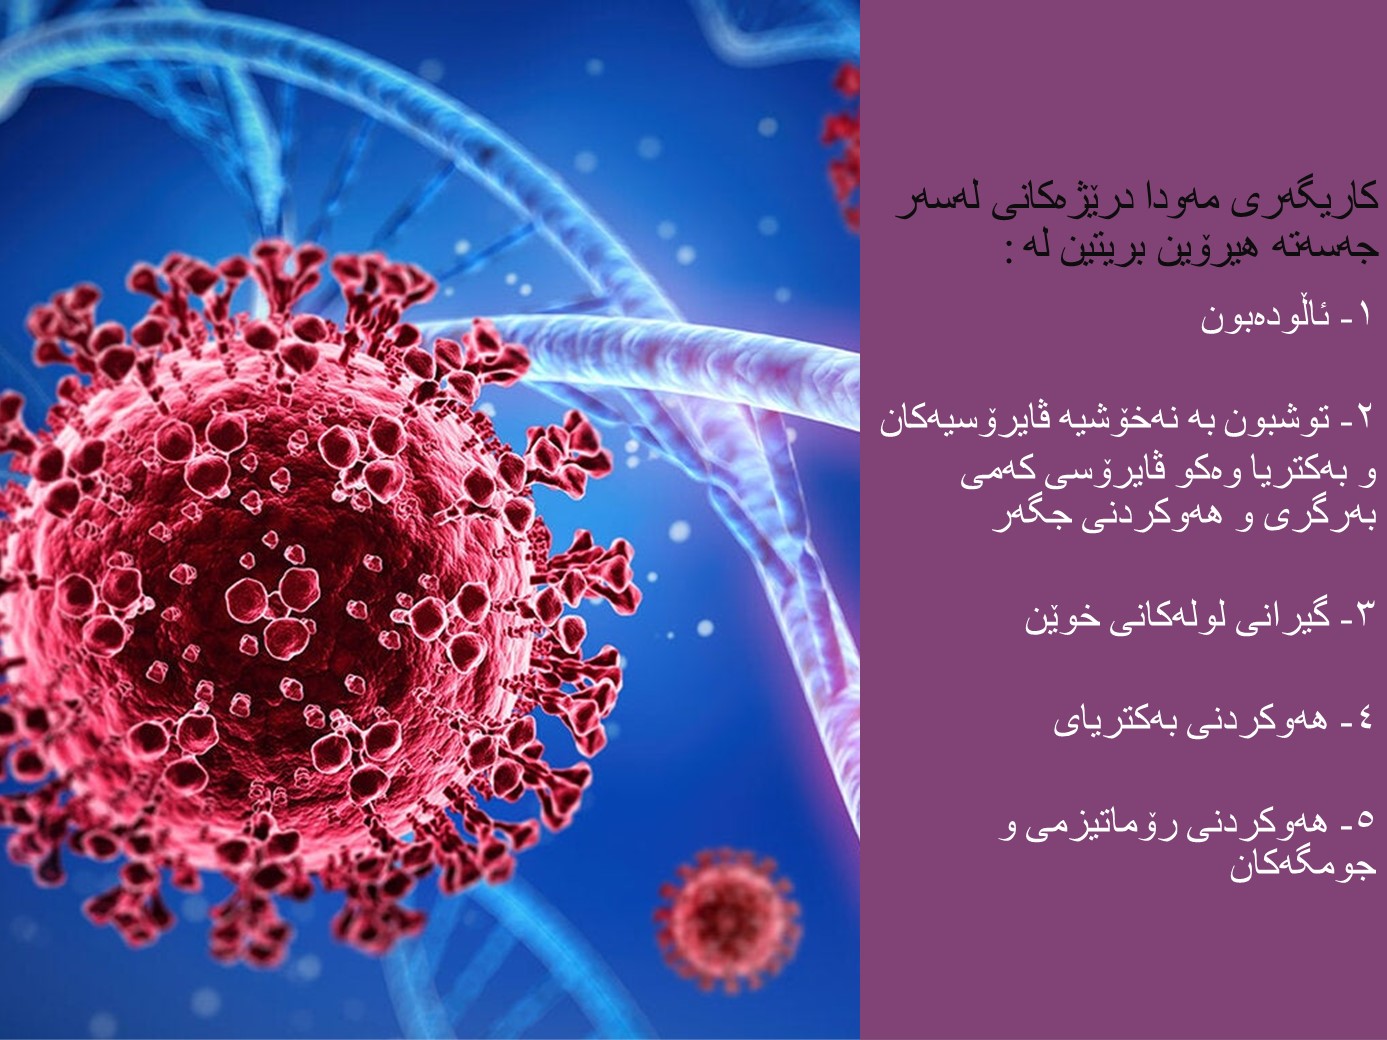 کاریگەری مەودا درێژەکانی لەسەر
جەستە هیرۆین بریتین لە :
١- ئاڵودەبون
٢- توشبون بە نەخۆشیە ڤایرۆسیەکان
و بەکتریا وەکو ڤایرۆسی کەمی
بەرگری و هەوکردنی جگەر
٣- گیرانی لولەکانی خوێن
٤- هەوکردنی بەکتریای
٥- هەوکردنی رۆماتیزمی و
جومگەکان